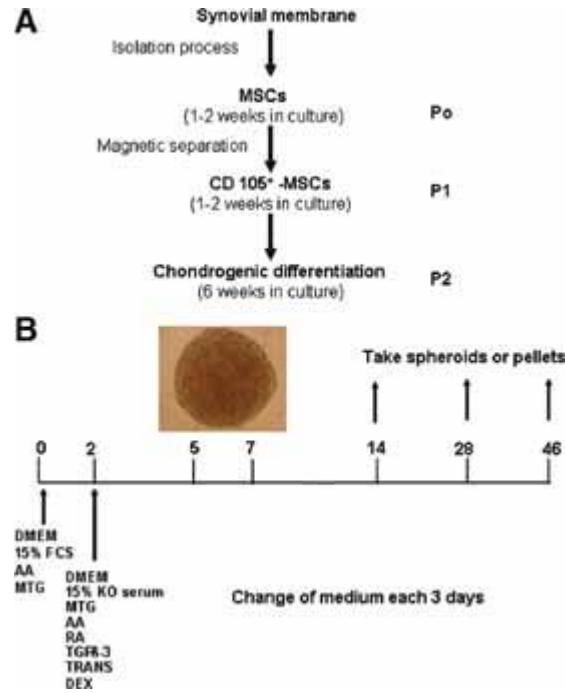 A
Synovial membrane
Isolation process
MSCs
(1-2 weeks in culture)
Po
Magnetic separation
CD 105+ -MSCs
(1-2 weeks in culture)
P1
Chondrogenic differentiation
(6 weeks in culture)
P2
B
Take spheroids or pellets
0 2 5 7 14 28 46
DMEM
15% FCS
AA
MTG
DMEM
15% KO serum
MTG
AA
RA
TRANS
DEX
Change of medium each 3 days